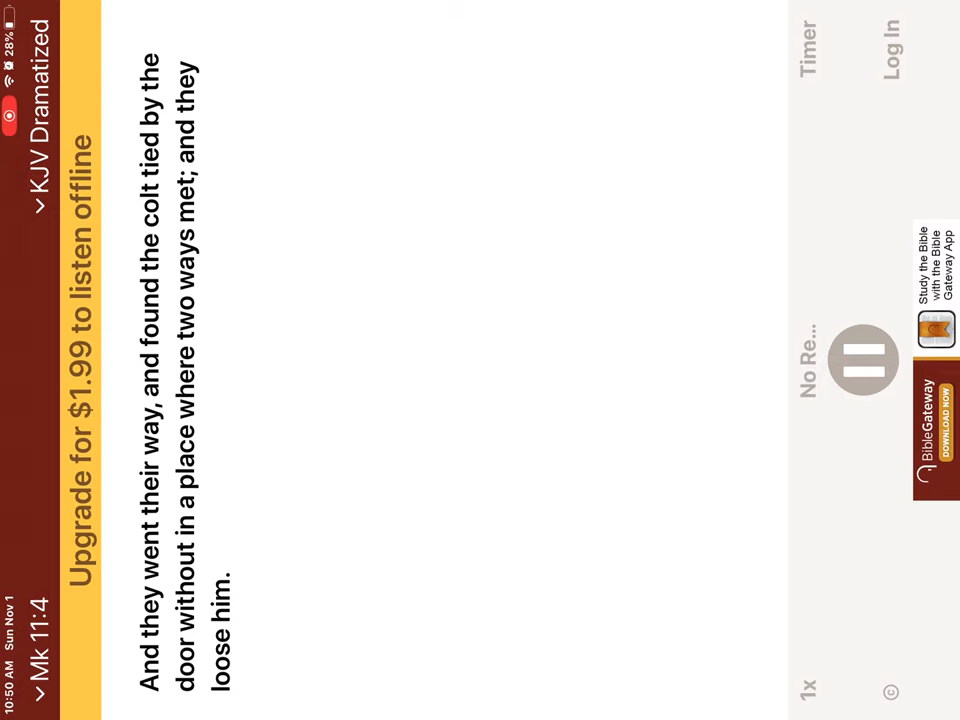 10:50 AM Sun Nov 1 28%
Mk 11:4 KJV Dramatized
Upgrade for $1.99 to listen offline
And they went their way, and found the colt tied by the
door without in a place where two ways met; and they
loose him.
1x No Re... Timer
© Log In
BibleGateway
DOWNLOAD NOW
Study the Bible
with the Bible
Gateway App